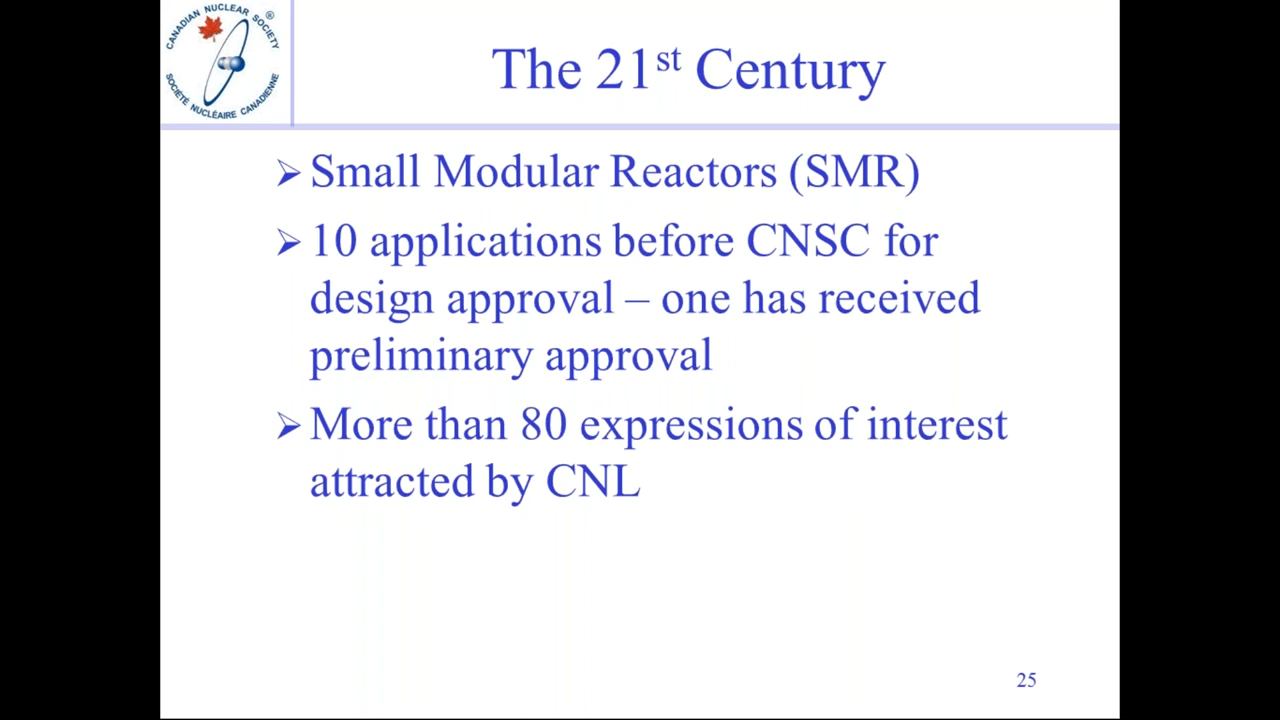 CANADIAN NUCLEAR SOCIETY ®
SOCIÉTÉ NUCLÉAIRE CANADIENNE
The 21st Century
➢ Small Modular Reactors (SMR)
➢ 10 applications before CNSC for
design approval – one has received
preliminary approval
➢ More than 80 expressions of interest
attracted by CNL
25